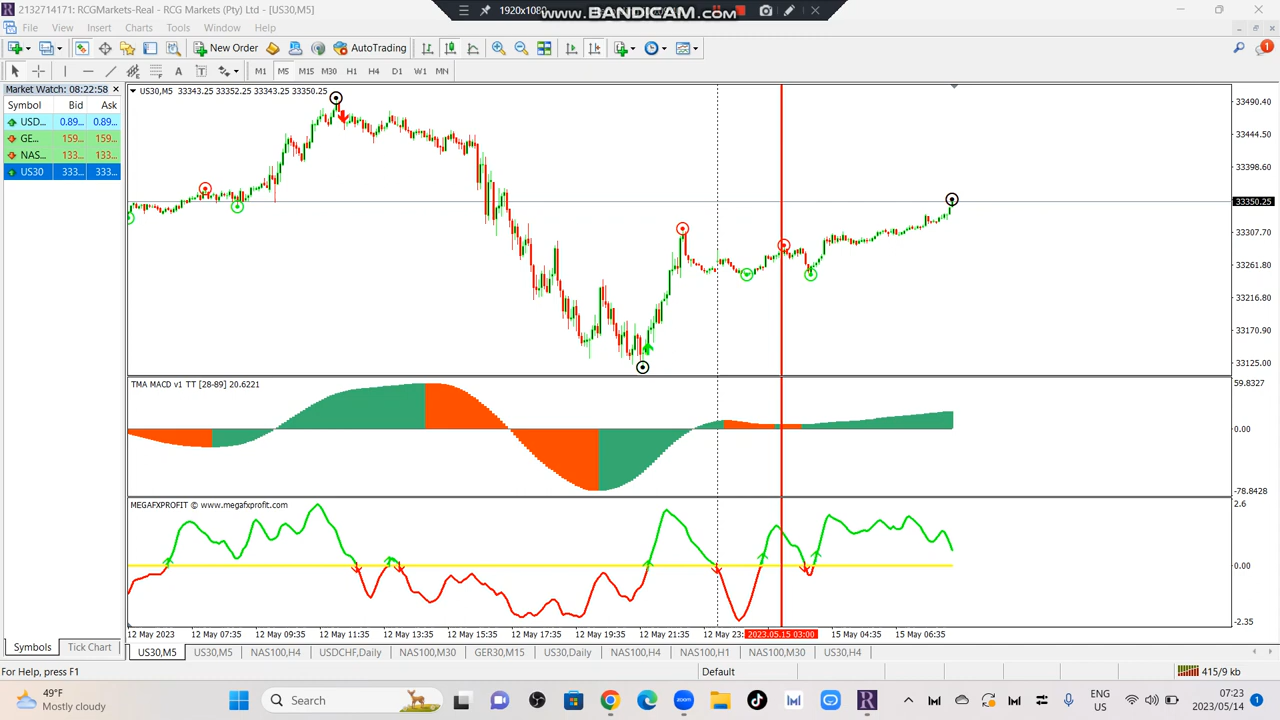 2132714171: RCGMarkets-Real - RCG Markets (Pty) Ltd - [US30,M5]
1920x1080
www.BANDICAM.com
File View Insert Charts Tools Window Help
New Order
AutoTrading
M1 M5 M15 M30 H1 H4 D1 W1 MN
Market Watch: 08:22:58
Symbol Bid Ask
USD... 0.89... 0.89...
GE... 159... 159...
NAS... 133... 133...
US30 333... 333...
US30,M5 33343.25 33352.25 33343.25 33350.25
33490.40
33444.50
33398.60
33350.25
33307.70
33261.80
33216.80
33170.90
33125.00
TMA MACD v1 TT [28-89] 20.6221
59.8327
0.00
-78.8428
MEGAFXPROFIT © www.megafxprofit.com
2.6
0.00
-2.35
12 May 2023 12 May 07:35 12 May 09:35 12 May 11:35 12 May 13:35 12 May 15:35 12 May 17:35 12 May 19:35 12 May 21:35 12 May 23: 2023.05.15 03:00 15 May 04:35 15 May 06:35
Symbols Tick Chart
US30,M5 US30,M5 NAS100,H4 USDCHF,Daily NAS100,M30 GER30,M15 US30,Daily NAS100,H4 NAS100,H1 NAS100,M30 US30,H4
For Help, press F1
Default
415/9 kb
49°F
Mostly cloudy
Search
ENG
US
07:23
2023/05/14